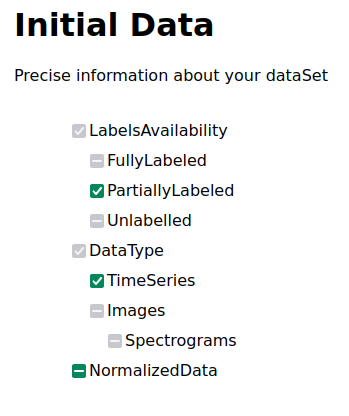 Initial Data
Precise information about your dataSet
LabelsAvailability
FullyLabeled
PartiallyLabeled
Unlabelled
DataType
TimeSeries
Images
Spectrograms
NormalizedData